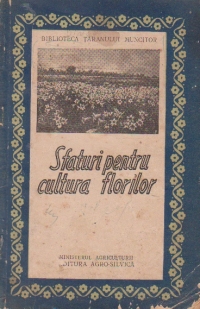 BIBLIOTECA ȚĂRANULUI MUNCITOR
Sfaturi pentru
cultura florilor
MINISTERUL AGRICULTURII
EDITURA AGRO-SILVICĂ